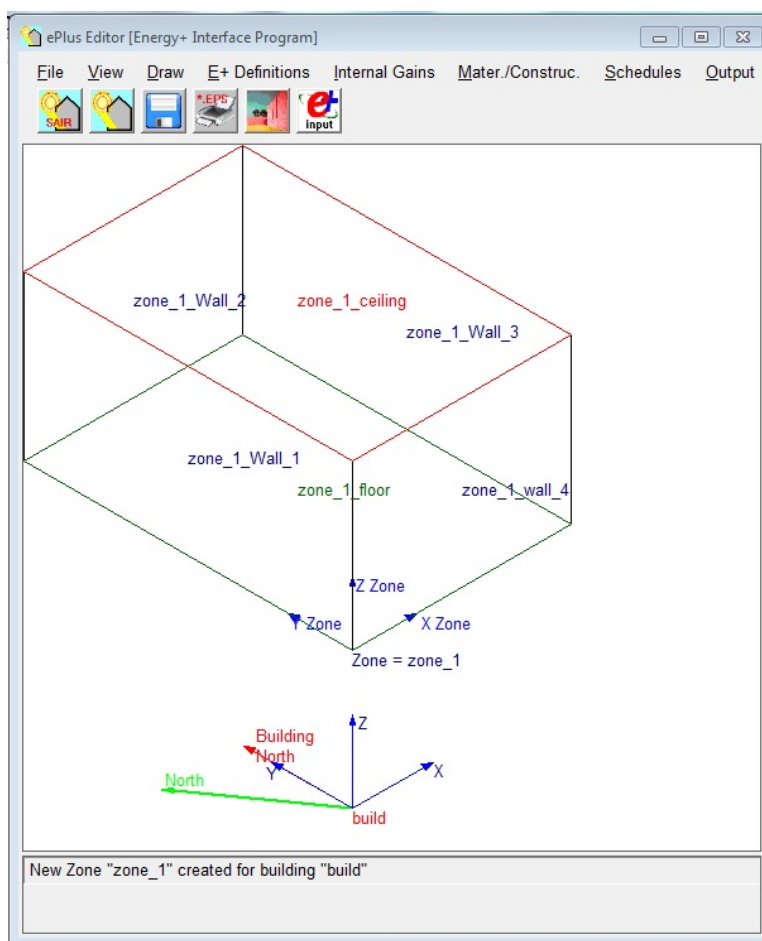 ePlus Editor [Energy+ Interface Program]
File View Draw E+ Definitions Internal Gains Mater./Construc. Schedules Output
SAIR
*.EPS
e+
input
zone_1_Wall_2
zone_1_ceiling
zone_1_Wall_3
zone_1_Wall_1
zone_1_floor
zone_1_wall_4
Z Zone
Y Zone
X Zone
Zone = zone_1
Z
Building
North
Y
X
North
build
New Zone "zone_1" created for building "build"